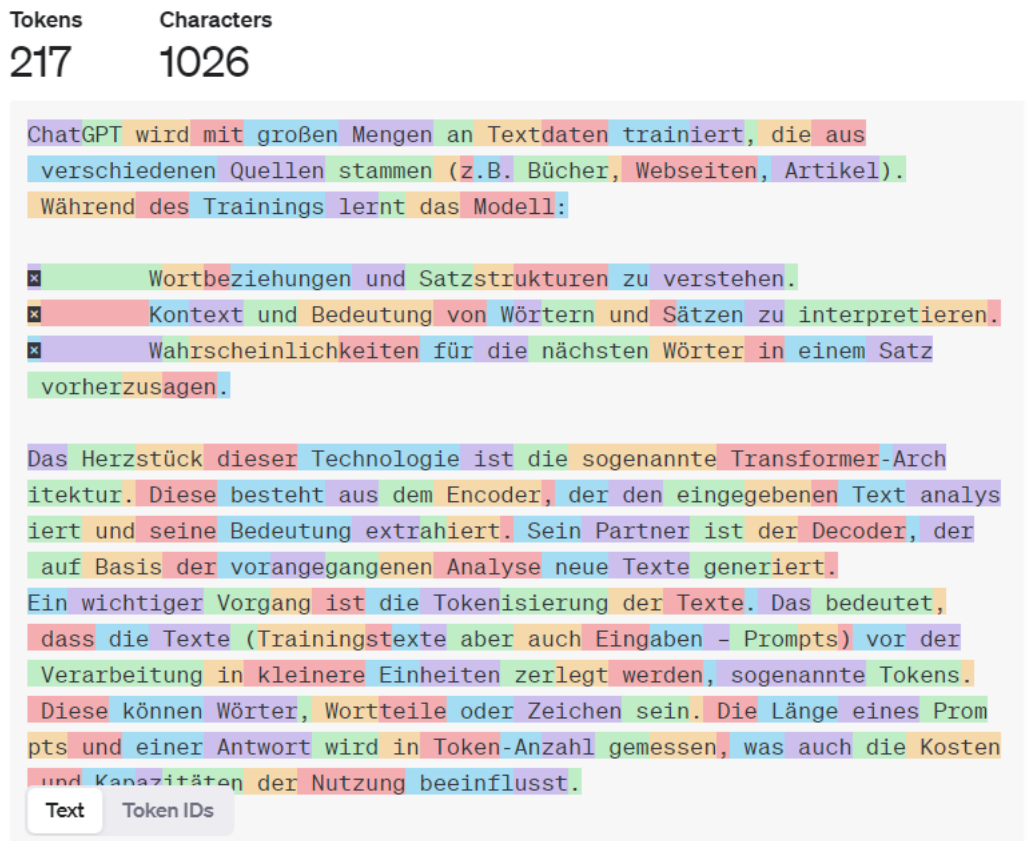 Tokens Characters
217 1026
ChatGPT wird mit großen Mengen an Textdaten trainiert, die aus
verschiedenen Quellen stammen (z.B. Bücher, Webseiten, Artikel).
Während des Trainings lernt das Modell:
Wortbeziehungen und Satzstrukturen zu verstehen.
Kontext und Bedeutung von Wörtern und Sätzen zu interpretieren.
Wahrscheinlichkeiten für die nächsten Wörter in einem Satz
vorherzusagen.
Das Herzstück dieser Technologie ist die sogenannte Transformer-Arch
itektur. Diese besteht aus dem Encoder, der den eingegebenen Text analys
iert und seine Bedeutung extrahiert. Sein Partner ist der Decoder, der
auf Basis der vorangegangenen Analyse neue Texte generiert.
Ein wichtiger Vorgang ist die Tokenisierung der Texte. Das bedeutet,
dass die Texte (Trainingstexte aber auch Eingaben – Prompts) vor der
Verarbeitung in kleinere Einheiten zerlegt werden, sogenannte Tokens.
Diese können Wörter, Wortteile oder Zeichen sein. Die Länge eines Prom
pts und einer Antwort wird in Token-Anzahl gemessen, was auch die Kosten
und Kapazitäten der Nutzung beeinflusst.
Text Token IDs